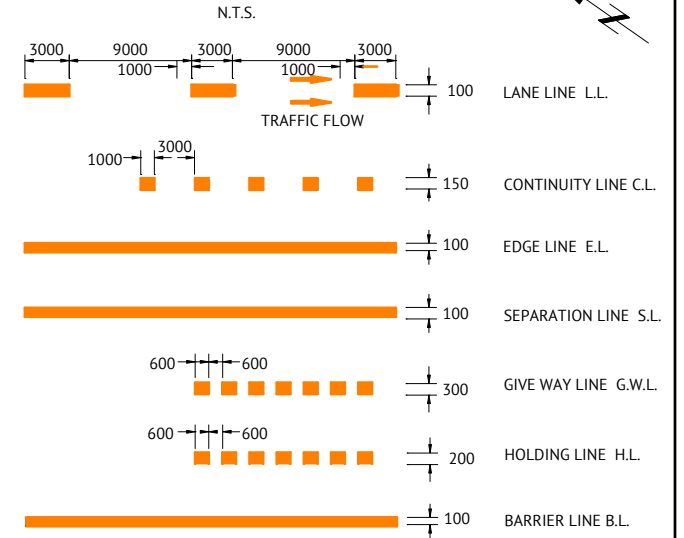 N.T.S.
3000 9000 3000 9000 3000
1000 1000
100 LANE LINE L.L.
TRAFFIC FLOW
1000 3000
150 CONTINUITY LINE C.L.
100 EDGE LINE E.L.
100 SEPARATION LINE S.L.
600 600
300 GIVE WAY LINE G.W.L.
600 600
200 HOLDING LINE H.L.
100 BARRIER LINE B.L.